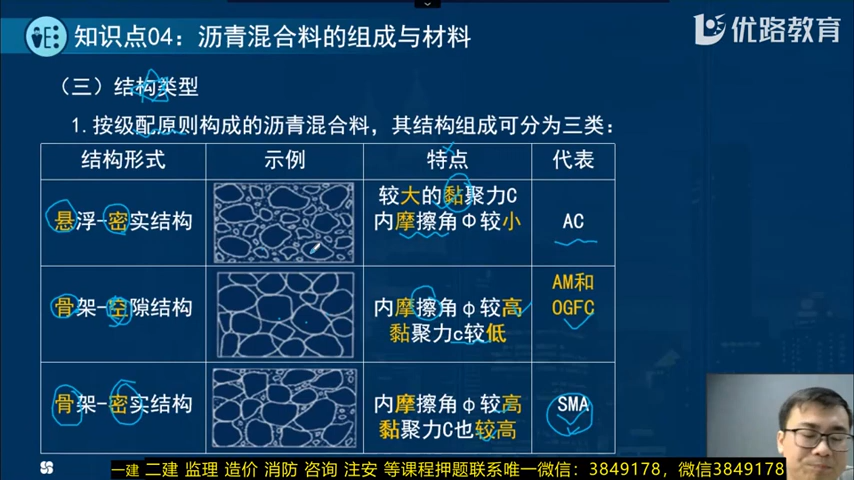 知识点04：沥青混合料的组成与材料
优路教育
（三）结构类型
1.按级配原则构成的沥青混合料，其结构组成可分为三类：
结构形式 示例 特点 代表
悬浮-密实结构 较大的黏聚力C 内摩擦角Φ较小 AC
骨架-空隙结构 内摩擦角φ较高 黏聚力c较低 AM和OGFC
骨架-密实结构 内摩擦角φ较高 黏聚力C也较高 SMA
一建 二建 监理 造价 消防 咨询 注安 等课程押题联系唯一微信：3849178，微信3849178